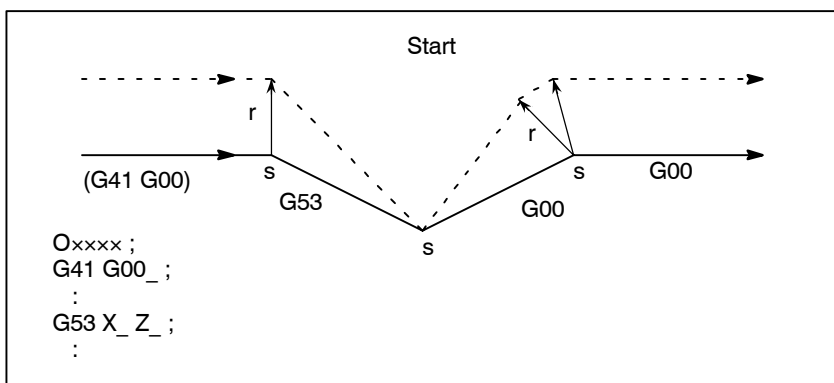 Start
r
r
s
s
G00
(G41 G00)
G53
G00
s
O×××× ;
G41 G00_ ;
:
G53 X_ Z_ ;
: